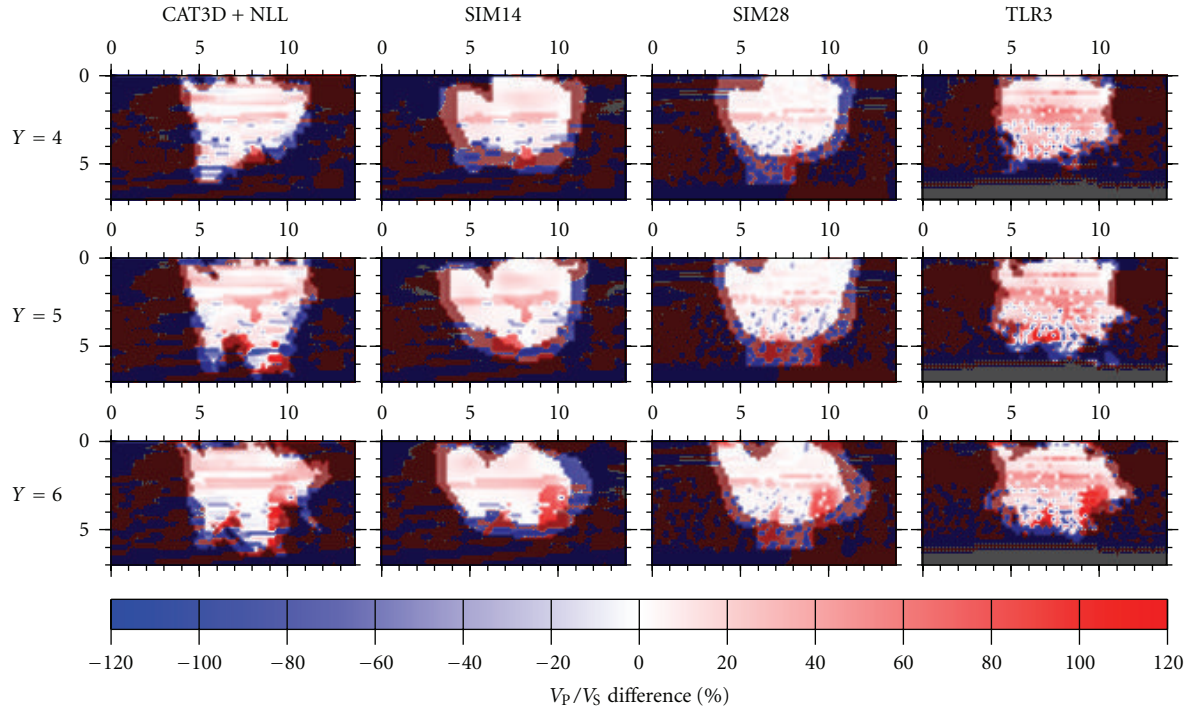 CAT3D + NLL SIM14 SIM28 TLR3
0 5 10 0 5 10 0 5 10 0 5 10
0
Y = 4
5
0 5 10 0 5 10 0 5 10 0 5 10
0
Y = 5
5
0 5 10 0 5 10 0 5 10 0 5 10
0
Y = 6
5
−120 −100 −80 −60 −40 −20 0 20 40 60 80 100 120
VP/VS difference (%)